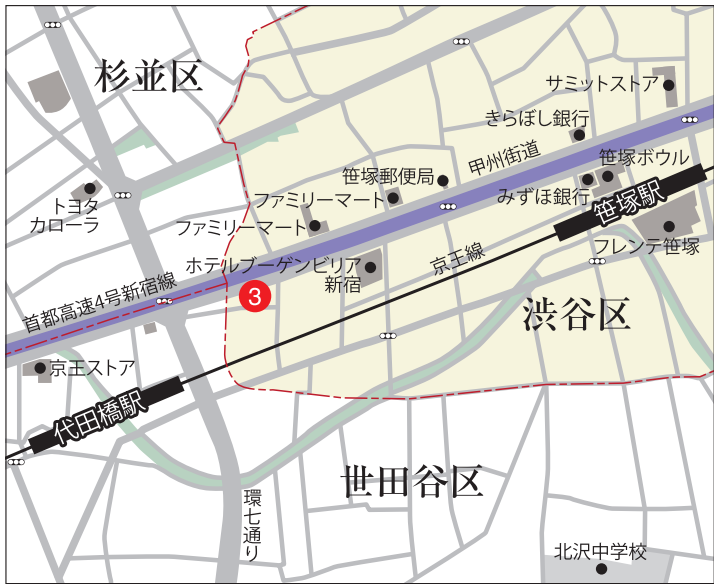 杉並区
サミットストア
きらぼし銀行
甲州街道
笹塚ボウル
笹塚郵便局
みずほ銀行
笹塚駅
トヨタ
カローラ
ファミリーマート
ファミリーマート
フレンテ笹塚
京王線
ホテルブーゲンビリア
新宿
首都高速4号新宿線
3
渋谷区
京王ストア
代田橋駅
世田谷区
環七通り
北沢中学校